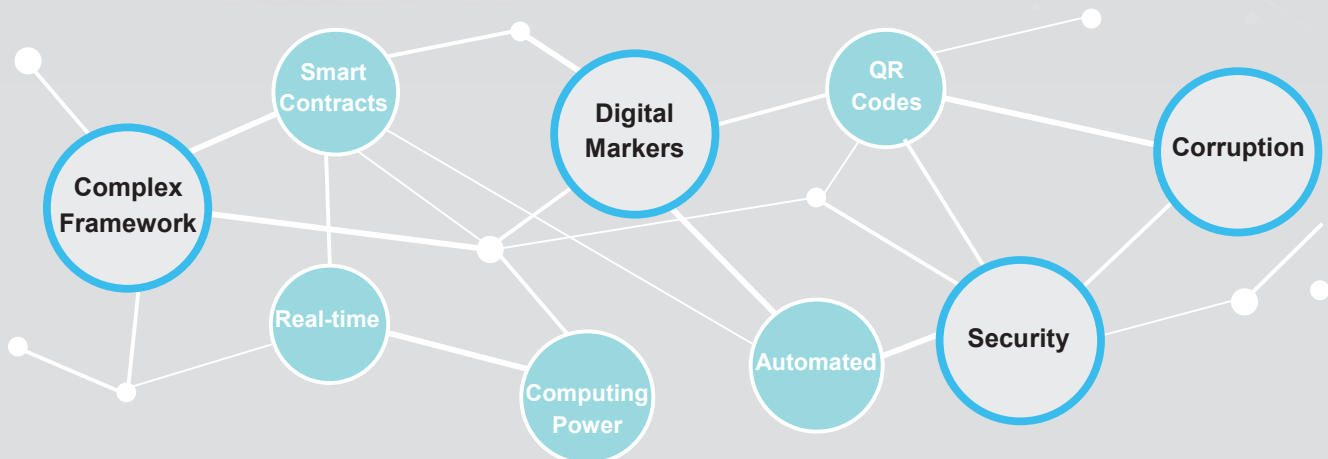 Smart
Contracts
Digital
Markers
QR
Codes
Corruption
Complex
Framework
Real-time
Security
Automated
Computing
Power